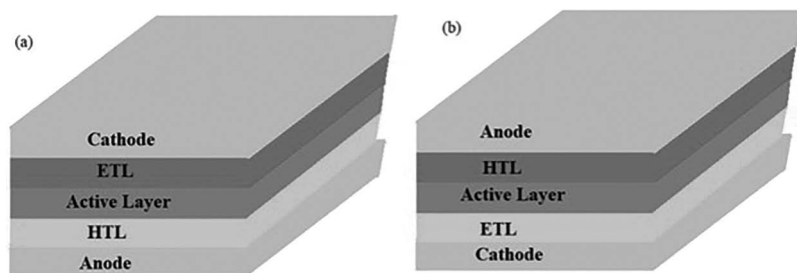 (a)
Cathode
ETL
Active Layer
HTL
Anode
(b)
Anode
HTL
Active Layer
ETL
Cathode